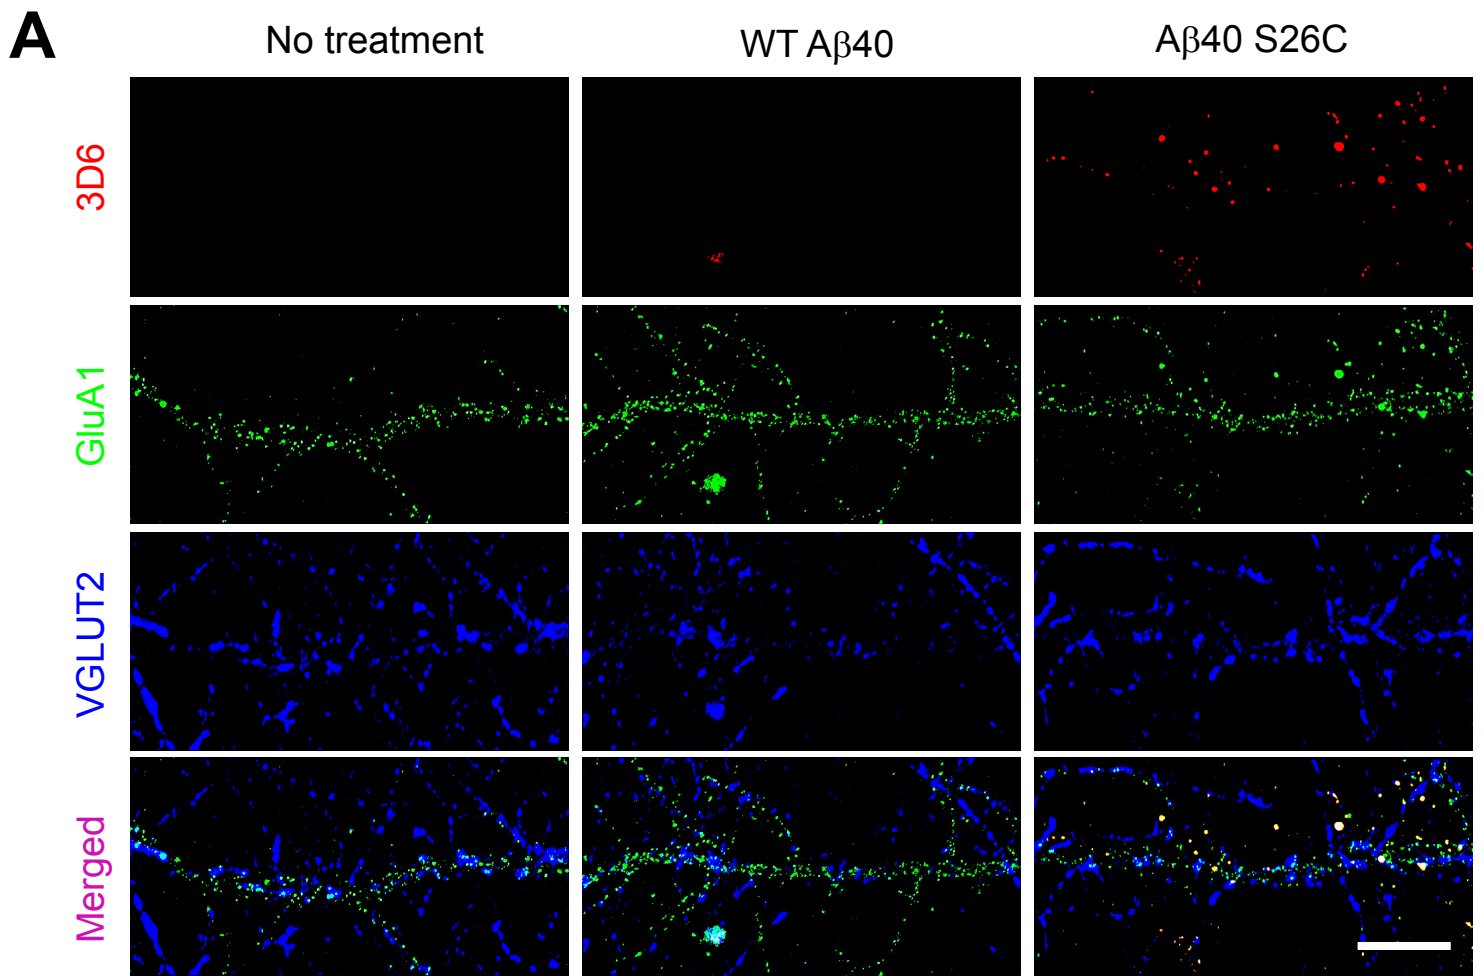 A
No treatment
WT Aβ40
Aβ40 S26C
3D6
GluA1
VGLUT2
Merged